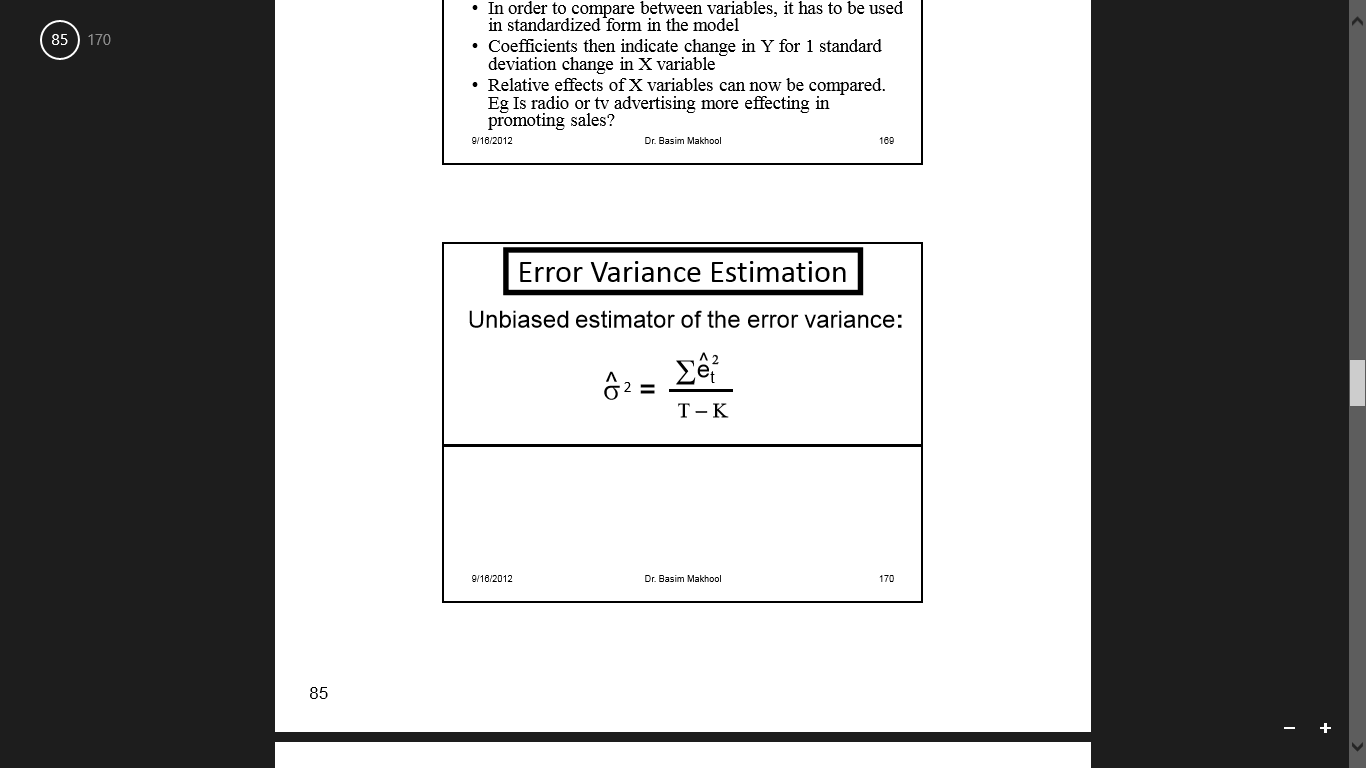 85 170
• In order to compare between variables, it has to be used
in standardized form in the model
• Coefficients then indicate change in Y for 1 standard
deviation change in X variable
• Relative effects of X variables can now be compared.
Eg Is radio or tv advertising more effecting in
promoting sales?
9/16/2012 Dr. Basim Makhool 169
Error Variance Estimation
Unbiased estimator of the error variance:
σ̂ 2 = ∑ê_t^2 / T – K
9/16/2012 Dr. Basim Makhool 170
85
− +